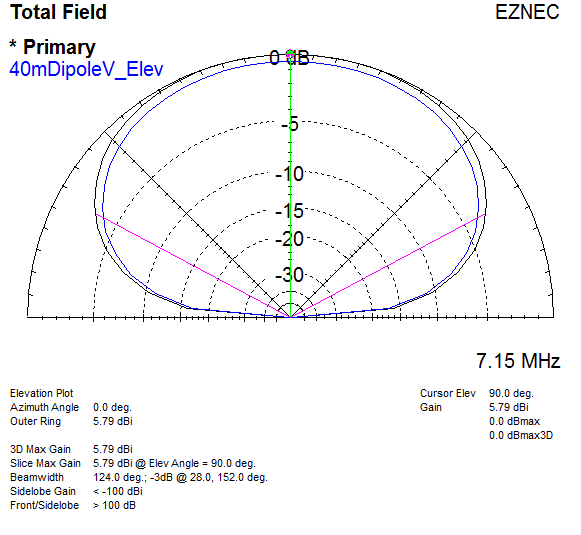 Total Field
EZNEC
* Primary
40mDipoleV_Elev
0 dB
-5
-10
-15
-20
-30
7.15 MHz
Elevation Plot
Azimuth Angle 0.0 deg.
Outer Ring 5.79 dBi
3D Max Gain 5.79 dBi
Slice Max Gain 5.79 dBi @ Elev Angle = 90.0 deg.
Beamwidth 124.0 deg.; -3dB @ 28.0, 152.0 deg.
Sidelobe Gain < -100 dBi
Front/Sidelobe > 100 dB
Cursor Elev 90.0 deg.
Gain 5.79 dBi
0.0 dBmax
0.0 dBmax3D